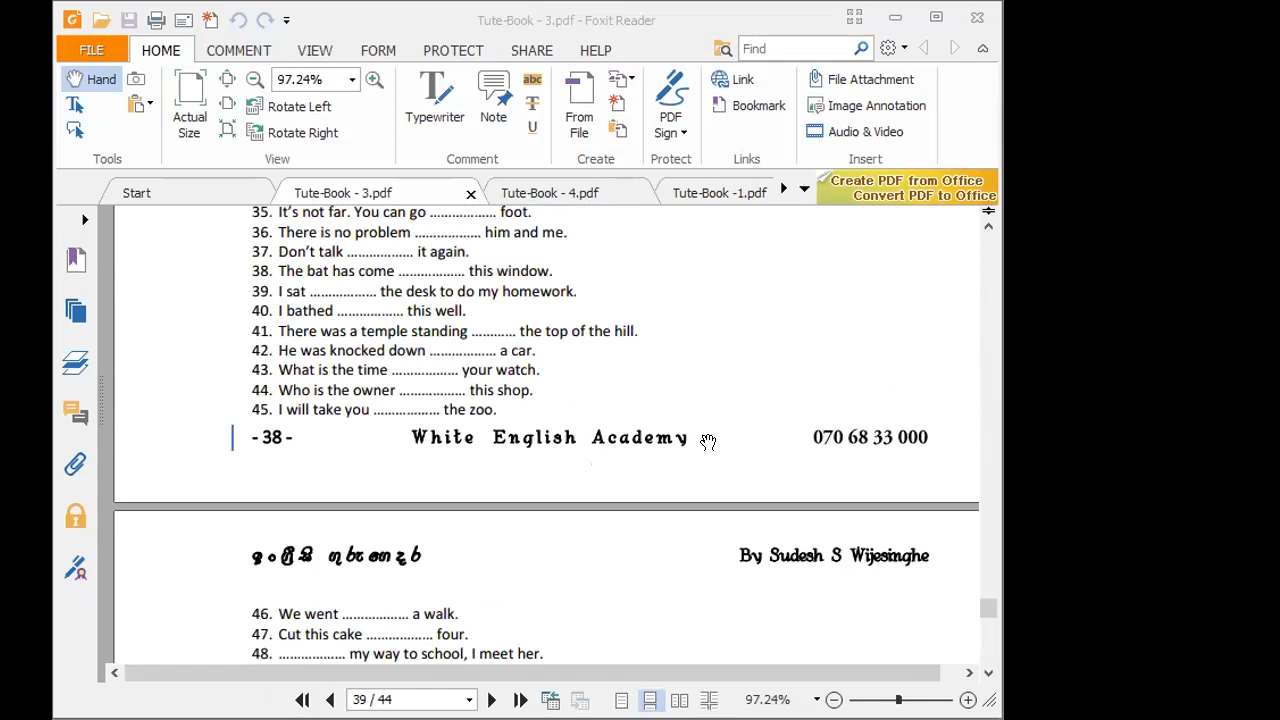 Tute-Book - 3.pdf - Foxit Reader
FILE HOME COMMENT VIEW FORM PROTECT SHARE HELP Find
Hand
97.24%
Actual Size
Rotate Left
Rotate Right
Typewriter
Note
From File
PDF Sign
Link
Bookmark
File Attachment
Image Annotation
Audio & Video
Tools View Comment Create Protect Links Insert
Start Tute-Book - 3.pdf Tute-Book - 4.pdf Tute-Book -1.pdf
Create PDF from Office
Convert PDF to Office
35. It's not far. You can go ................. foot.
36. There is no problem ................. him and me.
37. Don't talk ................. it again.
38. The bat has come ................. this window.
39. I sat ................. the desk to do my homework.
40. I bathed ................. this well.
41. There was a temple standing ............ the top of the hill.
42. He was knocked down ................. a car.
43. What is the time ................. your watch.
44. Who is the owner ................. this shop.
45. I will take you ................. the zoo.
- 38 - White English Academy 070 68 33 000
By Sudesh S Wijesinghe
46. We went ................. a walk.
47. Cut this cake ................. four.
48. ................. my way to school, I meet her.
39 / 44
97.24%